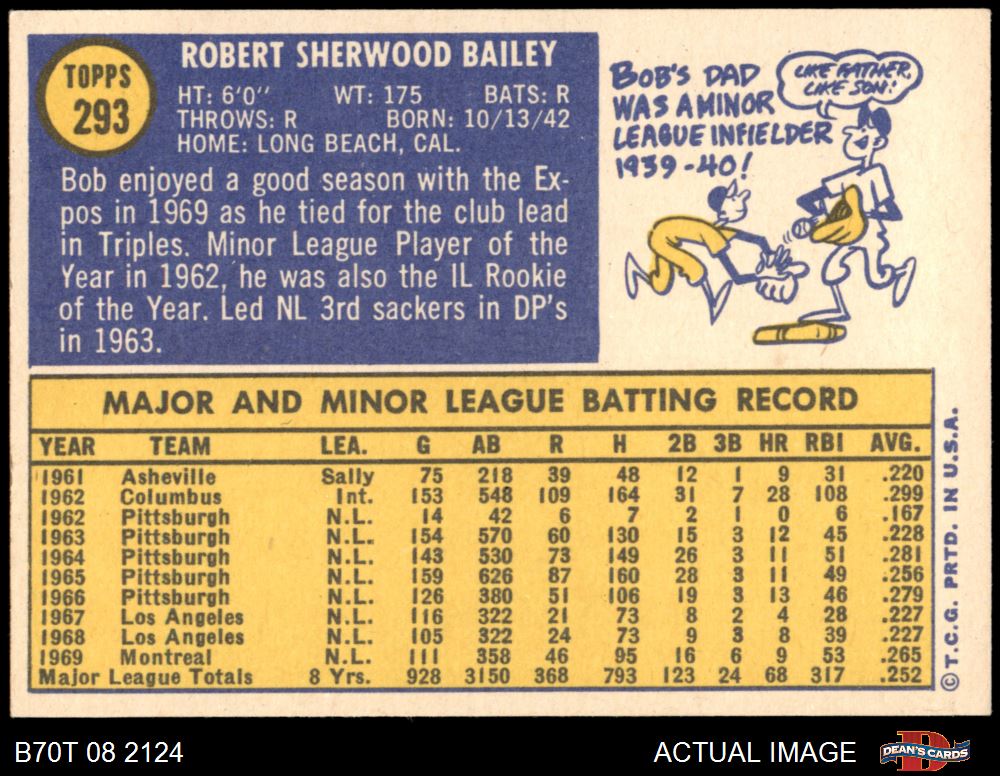 TOPPS
293
ROBERT SHERWOOD BAILEY
HT: 6'0" WT: 175 BATS: R
THROWS: R BORN: 10/13/42
HOME: LONG BEACH, CAL.
Bob enjoyed a good season with the Ex-
pos in 1969 as he tied for the club lead
in Triples. Minor League Player of the
Year in 1962, he was also the IL Rookie
of the Year. Led NL 3rd sackers in DP's
in 1963.
BOB'S DAD
WAS A MINOR
LEAGUE INFIELDER
1939-40!
LIKE FATHER,
LIKE SON!
MAJOR AND MINOR LEAGUE BATTING RECORD
YEAR TEAM LEA. G AB R H 2B 3B HR RBI AVG.
1961 Asheville Sally 75 218 39 48 12 1 9 31 .220
1962 Columbus Int. 153 548 109 164 31 7 28 108 .299
1962 Pittsburgh N.L. 14 42 6 7 2 1 0 6 .167
1963 Pittsburgh N.L. 154 570 60 130 15 3 12 45 .228
1964 Pittsburgh N.L. 143 530 73 149 26 3 11 51 .281
1965 Pittsburgh N.L. 159 626 87 160 28 3 11 49 .256
1966 Pittsburgh N.L. 126 380 51 106 19 3 13 46 .279
1967 Los Angeles N.L. 116 322 21 73 8 2 4 28 .227
1968 Los Angeles N.L. 105 322 24 73 9 3 8 39 .227
1969 Montreal N.L. 111 358 46 95 16 6 9 53 .265
Major League Totals 8 Yrs. 928 3150 368 793 123 24 68 317 .252
© T.C.G. PRTD. IN U.S.A.
B70T 08 2124
ACTUAL IMAGE
D
DEAN'S CARDS